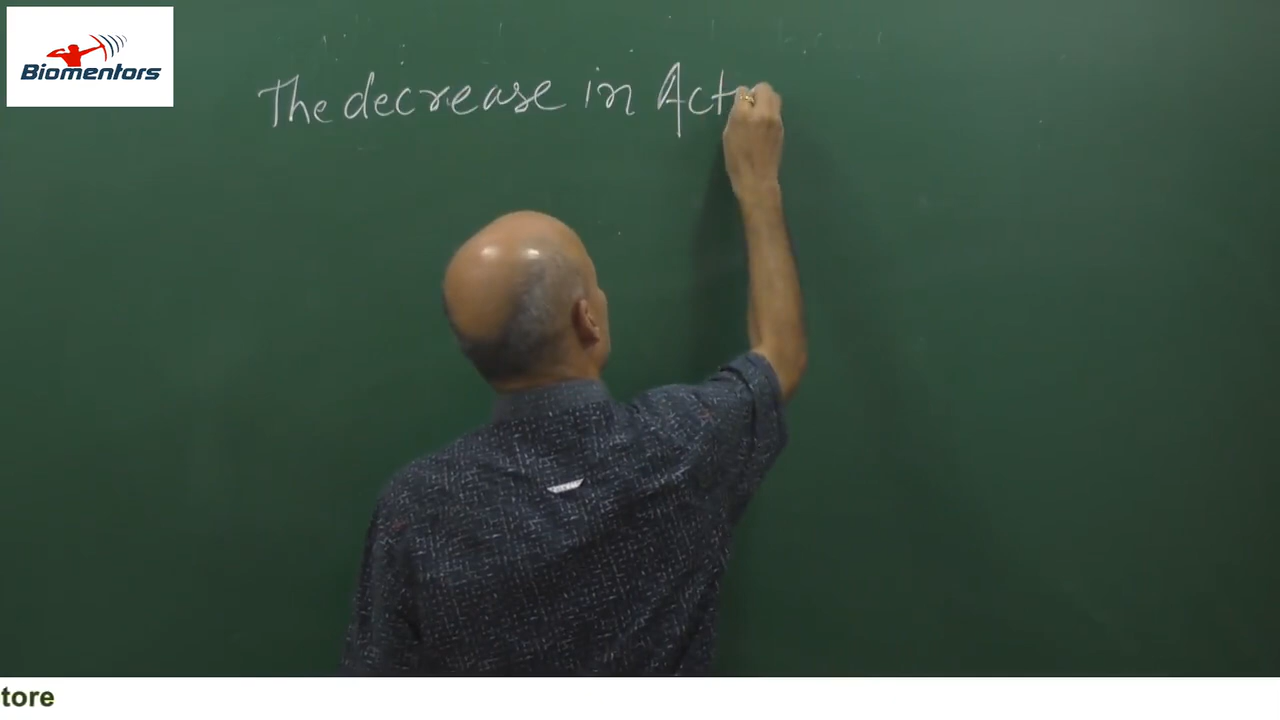 Biomentors
The decrease in Act
tore